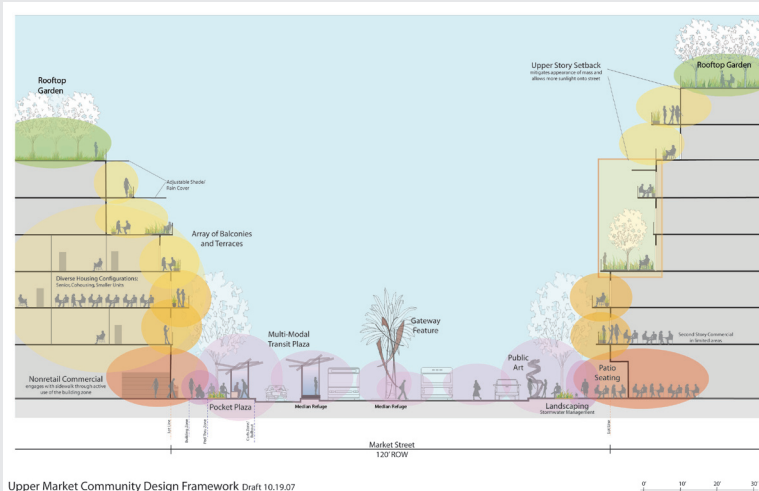 Rooftop
Garden
Upper Story Setback
mitigates appearance of mass and
allows more sunlight onto street
Rooftop Garden
Adjustable Shade/
Rain Cover
Array of Balconies
and Terraces
Diverse Housing Configurations:
Senior, Cohousing, Smaller Units
Multi-Modal
Transit Plaza
Gateway
Feature
Second Story Commercial
in limited areas
Public
Art
Patio
Seating
Nonretail Commercial
engages with sidewalk through active
use of the building zone
Pocket Plaza
Median Refuge
Median Refuge
Landscaping
Stormwater Management
Market Street
120' ROW
Upper Market Community Design Framework Draft 10.19.07
0' 10' 20' 30'